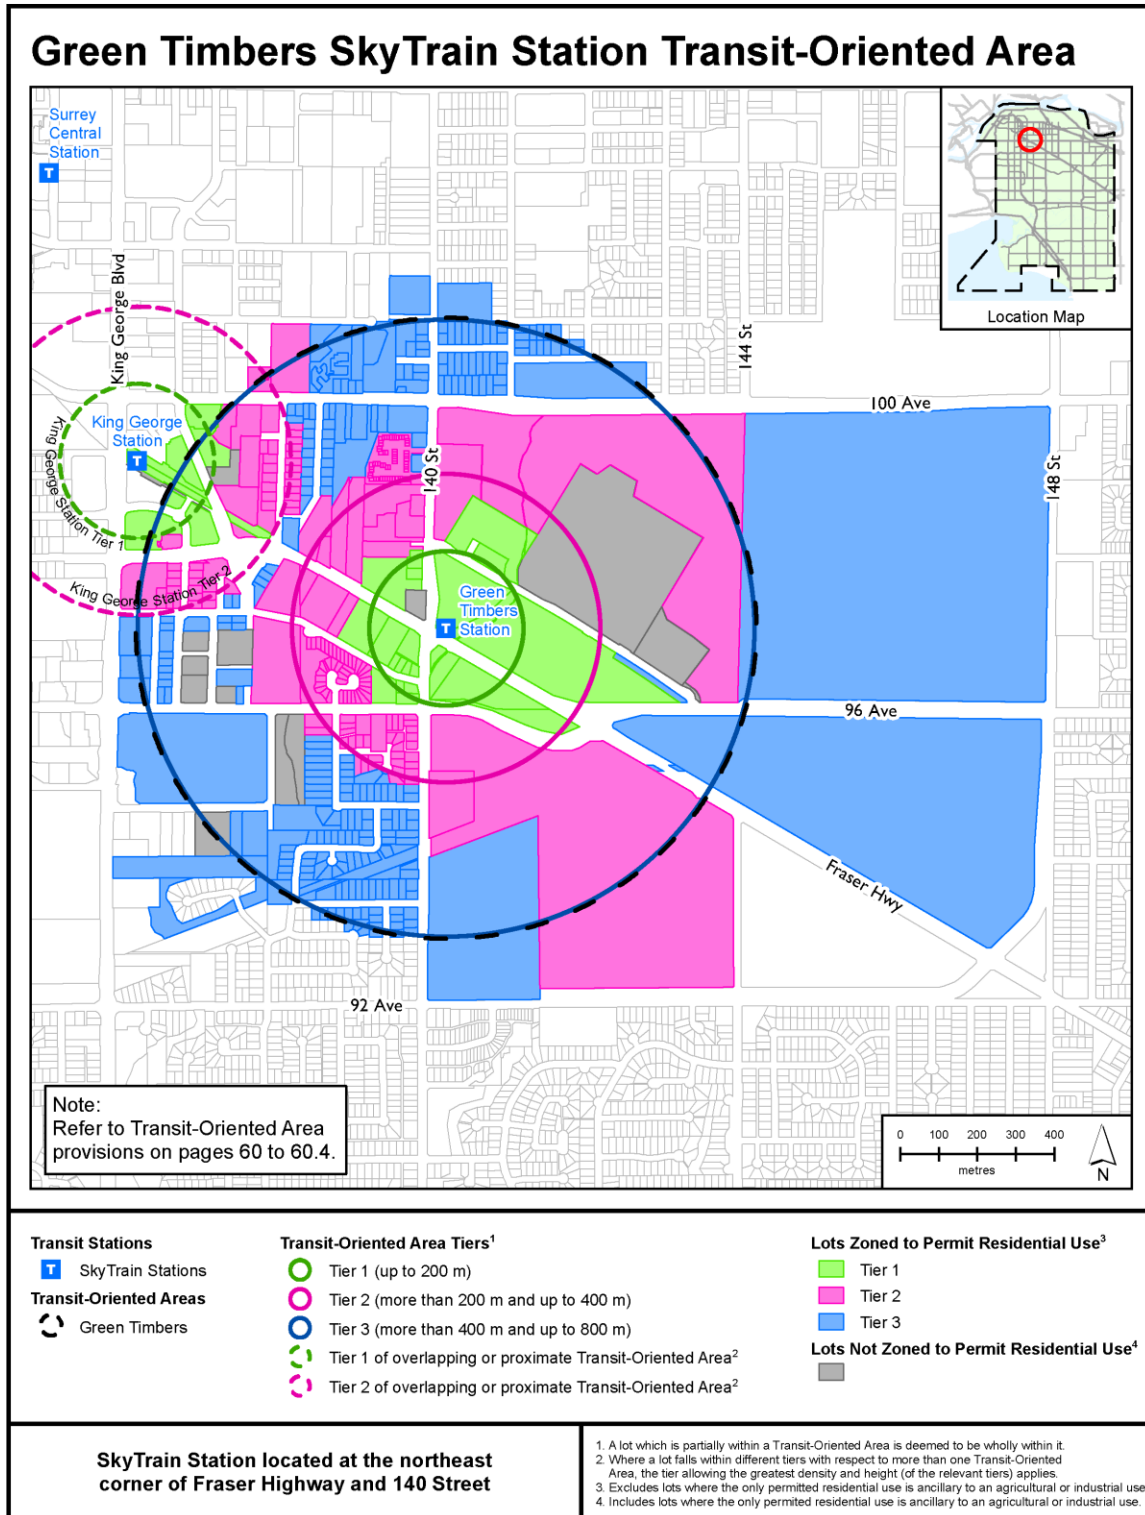 Green Timbers SkyTrain Station Transit-Oriented Area
Surrey
Central
Station
T
Location Map
King George Blvd
144 St
100 Ave
King George
Station
T
King George Station Tier 1
140 St
148 St
King George Station Tier 2
Green
Timbers
Station
T
96 Ave
Fraser Hwy
92 Ave
Note:
Refer to Transit-Oriented Area
provisions on pages 60 to 60.4.
0 100 200 300 400
metres
N
Transit Stations
T SkyTrain Stations
Transit-Oriented Areas
Green Timbers
Transit-Oriented Area Tiers1
Tier 1 (up to 200 m)
Tier 2 (more than 200 m and up to 400 m)
Tier 3 (more than 400 m and up to 800 m)
Tier 1 of overlapping or proximate Transit-Oriented Area2
Tier 2 of overlapping or proximate Transit-Oriented Area2
Lots Zoned to Permit Residential Use3
Tier 1
Tier 2
Tier 3
Lots Not Zoned to Permit Residential Use4
SkyTrain Station located at the northeast
corner of Fraser Highway and 140 Street
1. A lot which is partially within a Transit-Oriented Area is deemed to be wholly within it.
2. Where a lot falls within different tiers with respect to more than one Transit-Oriented
Area, the tier allowing the greatest density and height (of the relevant tiers) applies.
3. Excludes lots where the only permitted residential use is ancillary to an agricultural or industrial use
4. Includes lots where the only permited residential use is ancillary to an agricultural or industrial use.